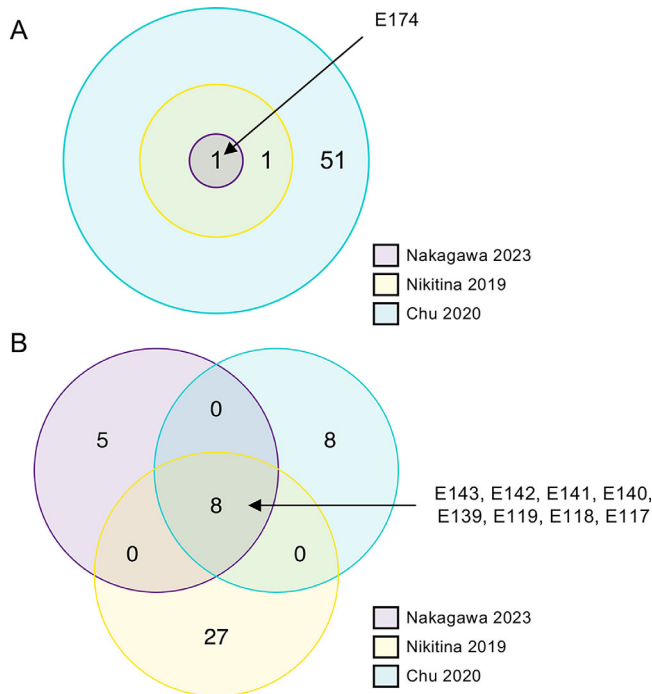 A
E174
1
1
51
Nakagawa 2023
Nikitina 2019
Chu 2020
B
0
5
8
8
E143, E142, E141, E140,
E139, E119, E118, E117
0
0
27
Nakagawa 2023
Nikitina 2019
Chu 2020